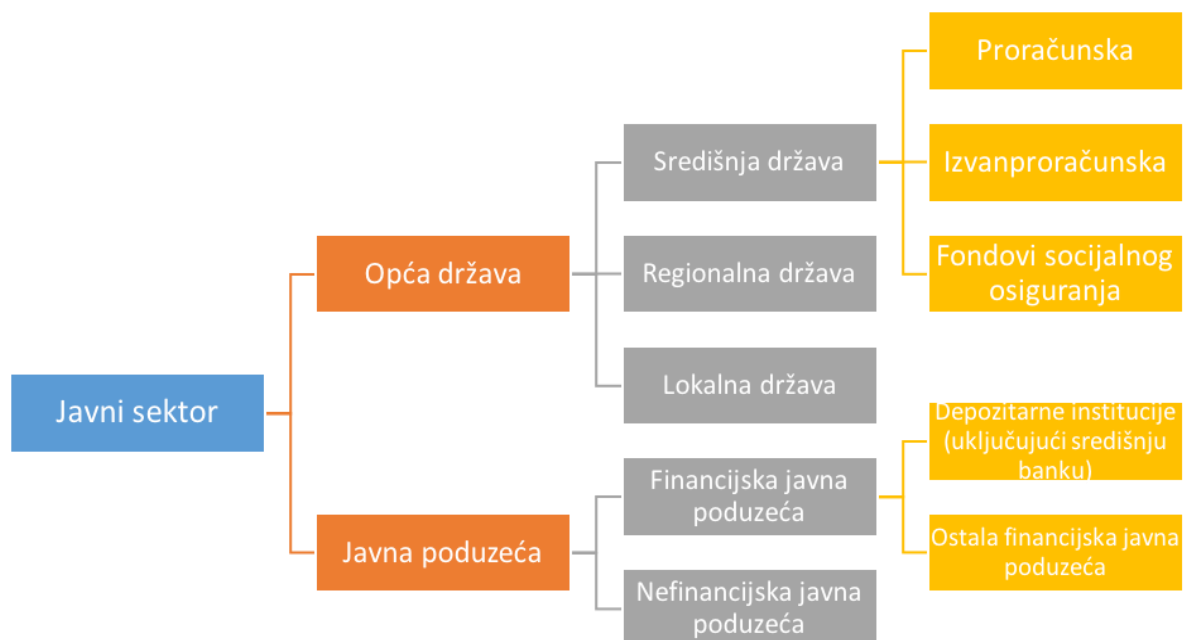 Javni sektor
Opća država
Središnja država
Proračunska
Izvanproračunska
Fondovi socijalnog
osiguranja
Regionalna država
Lokalna država
Javna poduzeća
Financijska javna
poduzeća
Depozitarne institucije
(uključujući središnju
banku)
Ostala financijska javna
poduzeća
Nefinancijska javna
poduzeća